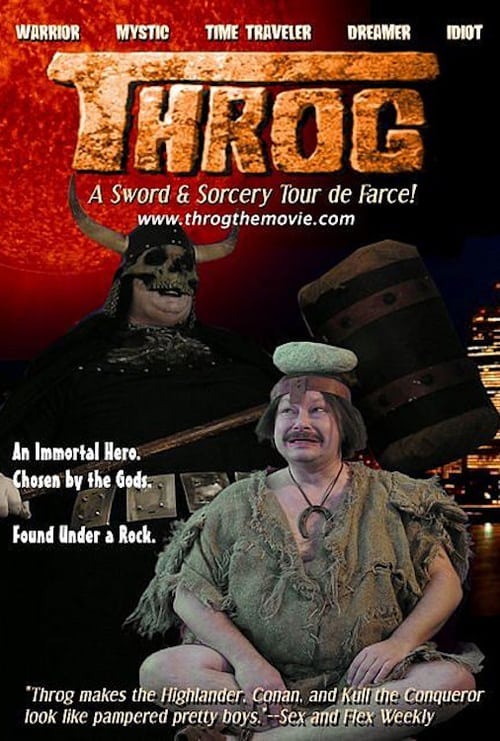 WARRIOR MYSTIC TIME TRAVELER DREAMER IDIOT
THROG
A Sword & Sorcery Tour de Farce!
www.throgthemovie.com
An Immortal Hero.
Chosen by the Gods.
Found Under a Rock.
"Throg makes the Highlander, Conan, and Kull the Conqueror
look like pampered pretty boys."--Sex and Flex Weekly